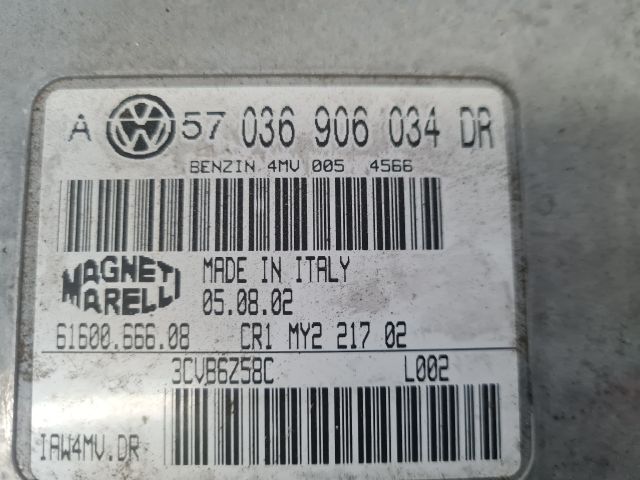 A VW 57 036 906 034 DR
BENZIN 4MV 005 4566
MAGNETI MARELLI
MADE IN ITALY
05.08.02
61600.666.08 CR1 MY2 217 02
3CVB6Z58C L002
IAW4MV.DR